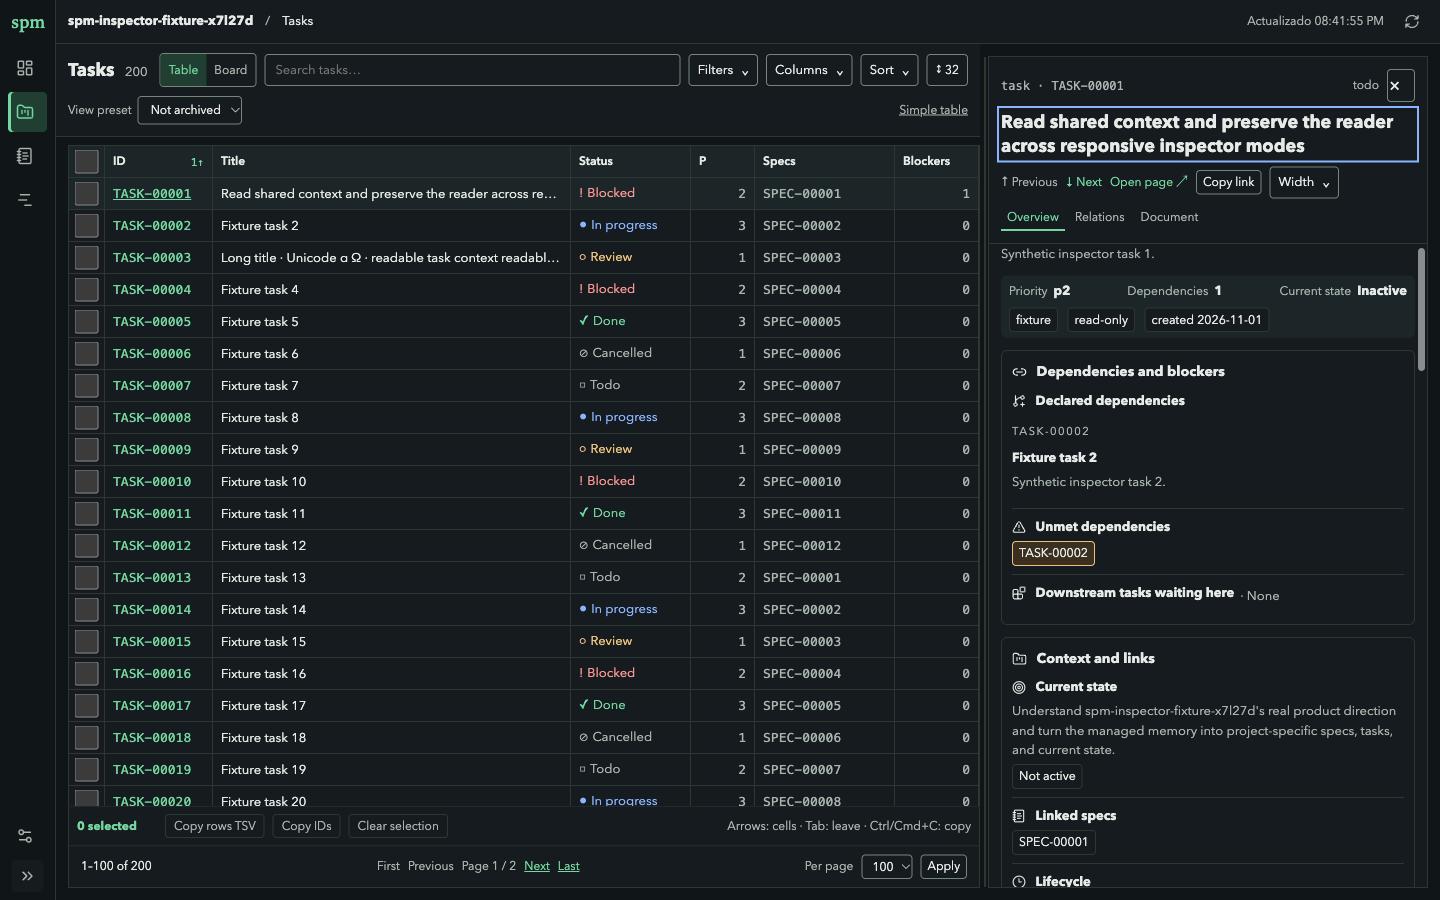 spm
spm-inspector-fixture-x7l27d / Tasks
Actualizado 08:41:55 PM
Tasks 200 Table Board Search tasks... Filters Columns Sort ↕ 32
View preset Not archived Simple table
ID 1↑ Title Status P Specs Blockers
TASK-00001 Read shared context and preserve the reader across re... ! Blocked 2 SPEC-00001 1
TASK-00002 Fixture task 2 In progress 3 SPEC-00002 0
TASK-00003 Long title · Unicode α Ω · readable task context readabl... Review 1 SPEC-00003 0
TASK-00004 Fixture task 4 ! Blocked 2 SPEC-00004 0
TASK-00005 Fixture task 5 ✓ Done 3 SPEC-00005 0
TASK-00006 Fixture task 6 Cancelled 1 SPEC-00006 0
TASK-00007 Fixture task 7 Todo 2 SPEC-00007 0
TASK-00008 Fixture task 8 In progress 3 SPEC-00008 0
TASK-00009 Fixture task 9 Review 1 SPEC-00009 0
TASK-00010 Fixture task 10 ! Blocked 2 SPEC-00010 0
TASK-00011 Fixture task 11 ✓ Done 3 SPEC-00011 0
TASK-00012 Fixture task 12 Cancelled 1 SPEC-00012 0
TASK-00013 Fixture task 13 Todo 2 SPEC-00001 0
TASK-00014 Fixture task 14 In progress 3 SPEC-00002 0
TASK-00015 Fixture task 15 Review 1 SPEC-00003 0
TASK-00016 Fixture task 16 ! Blocked 2 SPEC-00004 0
TASK-00017 Fixture task 17 ✓ Done 3 SPEC-00005 0
TASK-00018 Fixture task 18 Cancelled 1 SPEC-00006 0
TASK-00019 Fixture task 19 Todo 2 SPEC-00007 0
TASK-00020 Fixture task 20 In progress 3 SPEC-00008 0
0 selected Copy rows TSV Copy IDs Clear selection Arrows: cells · Tab: leave · Ctrl/Cmd+C: copy
1–100 of 200 First Previous Page 1 / 2 Next Last Per page 100 Apply
task · TASK-00001 todo ×
Read shared context and preserve the reader
across responsive inspector modes
↑ Previous ↓ Next Open page ↗ Copy link Width
Overview Relations Document
Synthetic inspector task 1.
Priority p2 Dependencies 1 Current state Inactive
fixture read-only created 2026-11-01
Dependencies and blockers
Declared dependencies
TASK-00002
Fixture task 2
Synthetic inspector task 2.
Unmet dependencies
TASK-00002
Downstream tasks waiting here · None
Context and links
Current state
Understand spm-inspector-fixture-x7l27d's real product direction
and turn the managed memory into project-specific specs, tasks,
and current state.
Not active
Linked specs
SPEC-00001
Lifecycle